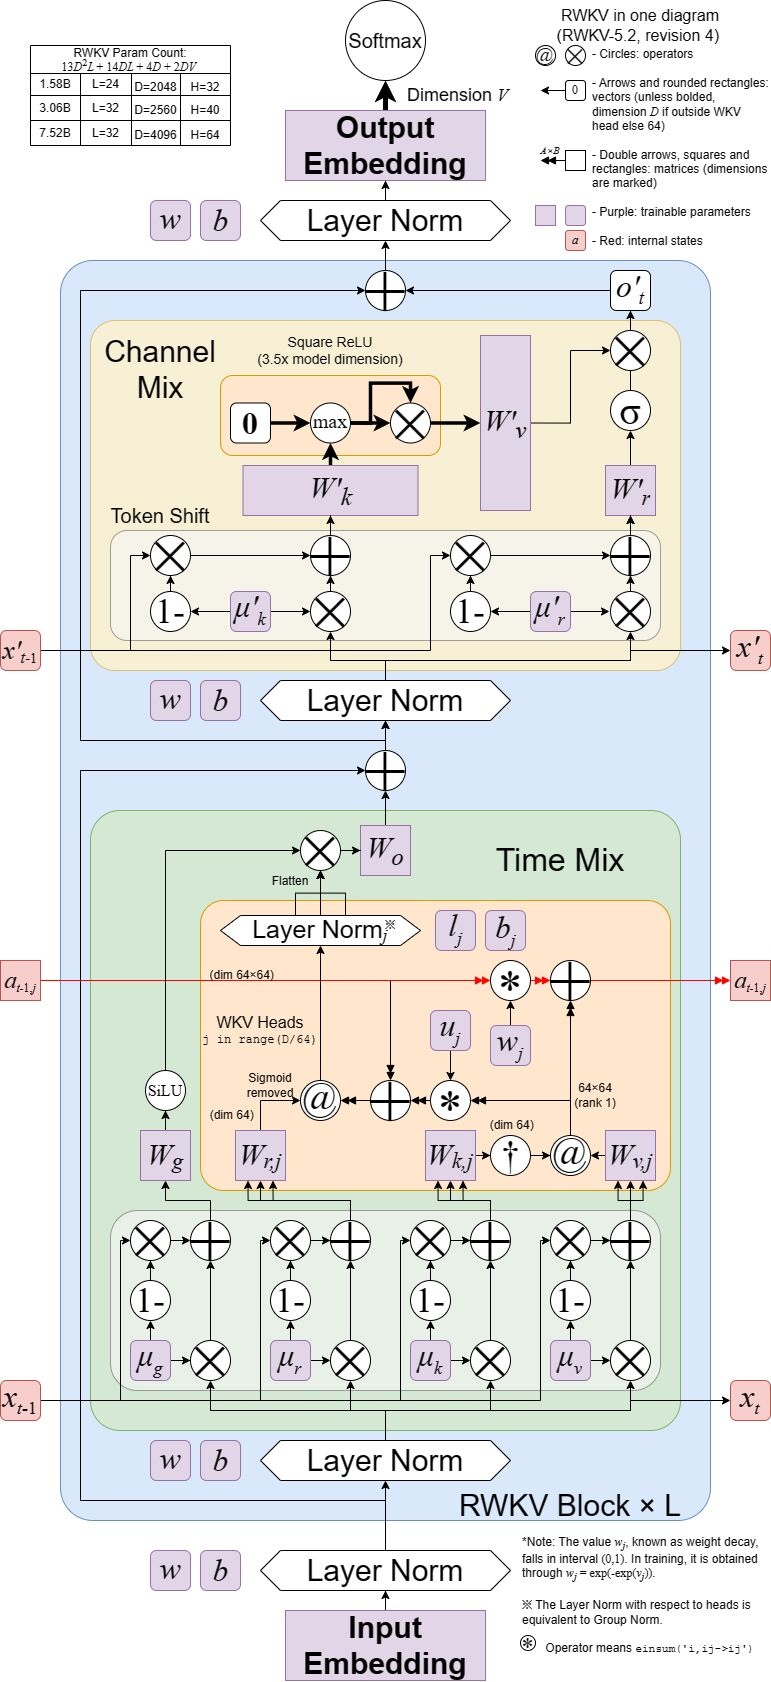 Softmax
RWKV in one diagram
(RWKV-5.2, revision 4)
RWKV Param Count:
13D²L + 14DL + 4D + 2DV
1.58B L=24 D=2048 H=32
3.06B L=32 D=2560 H=40
7.52B L=32 D=4096 H=64
@ - Circles: operators
0 - Arrows and rounded rectangles:
vectors (unless bolded,
dimension D if outside WKV
head else 64)
A×B - Double arrows, squares and
rectangles: matrices (dimensions
are marked)
- Purple: trainable parameters
a - Red: internal states
Dimension V
Output
Embedding
w b Layer Norm
o't
Channel
Mix
Square ReLU
(3.5x model dimension)
0 max W'v σ
W'k W'r
Token Shift
1- μ'k 1- μ'r
x't-1 x't
w b Layer Norm
Wo
Time Mix
Flatten
Layer Normj※ lj bj
at-1,j (dim 64×64) * at-1,j
WKV Heads
j in range(D/64)
uj wj
Sigmoid
removed
SiLU @ * 64×64
(rank 1)
(dim 64) (dim 64)
Wg Wr,j Wk,j † @ Wv,j
1- 1- 1- 1-
μg μr μk μv
xt-1 xt
w b Layer Norm
RWKV Block × L
*Note: The value wj, known as weight decay,
falls in interval (0,1). In training, it is obtained
through wj = exp(-exp(vj)).
w b Layer Norm
※ The Layer Norm with respect to heads is
equivalent to Group Norm.
* Operator means einsum('i,ij->ij')
Input
Embedding